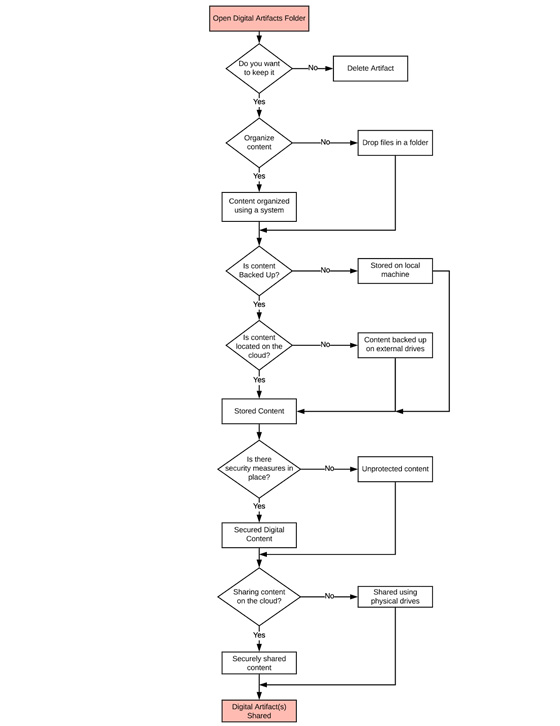 Open Digital Artifacts Folder
Do you want
to keep it
No
Delete Artifact
Yes
Organize
content
No
Drop files in a folder
Yes
Content organized
using a system
Is content
Backed Up?
No
Stored on local
machine
Yes
Is content
located on the
cloud?
No
Content backed up
on external drives
Yes
Stored Content
Is there
security measures in
place?
No
Unprotected content
Yes
Secured Digital
Content
Sharing content
on the cloud?
No
Shared using
physical drives
Yes
Securely shared
content
Digital Artifact(s)
Shared